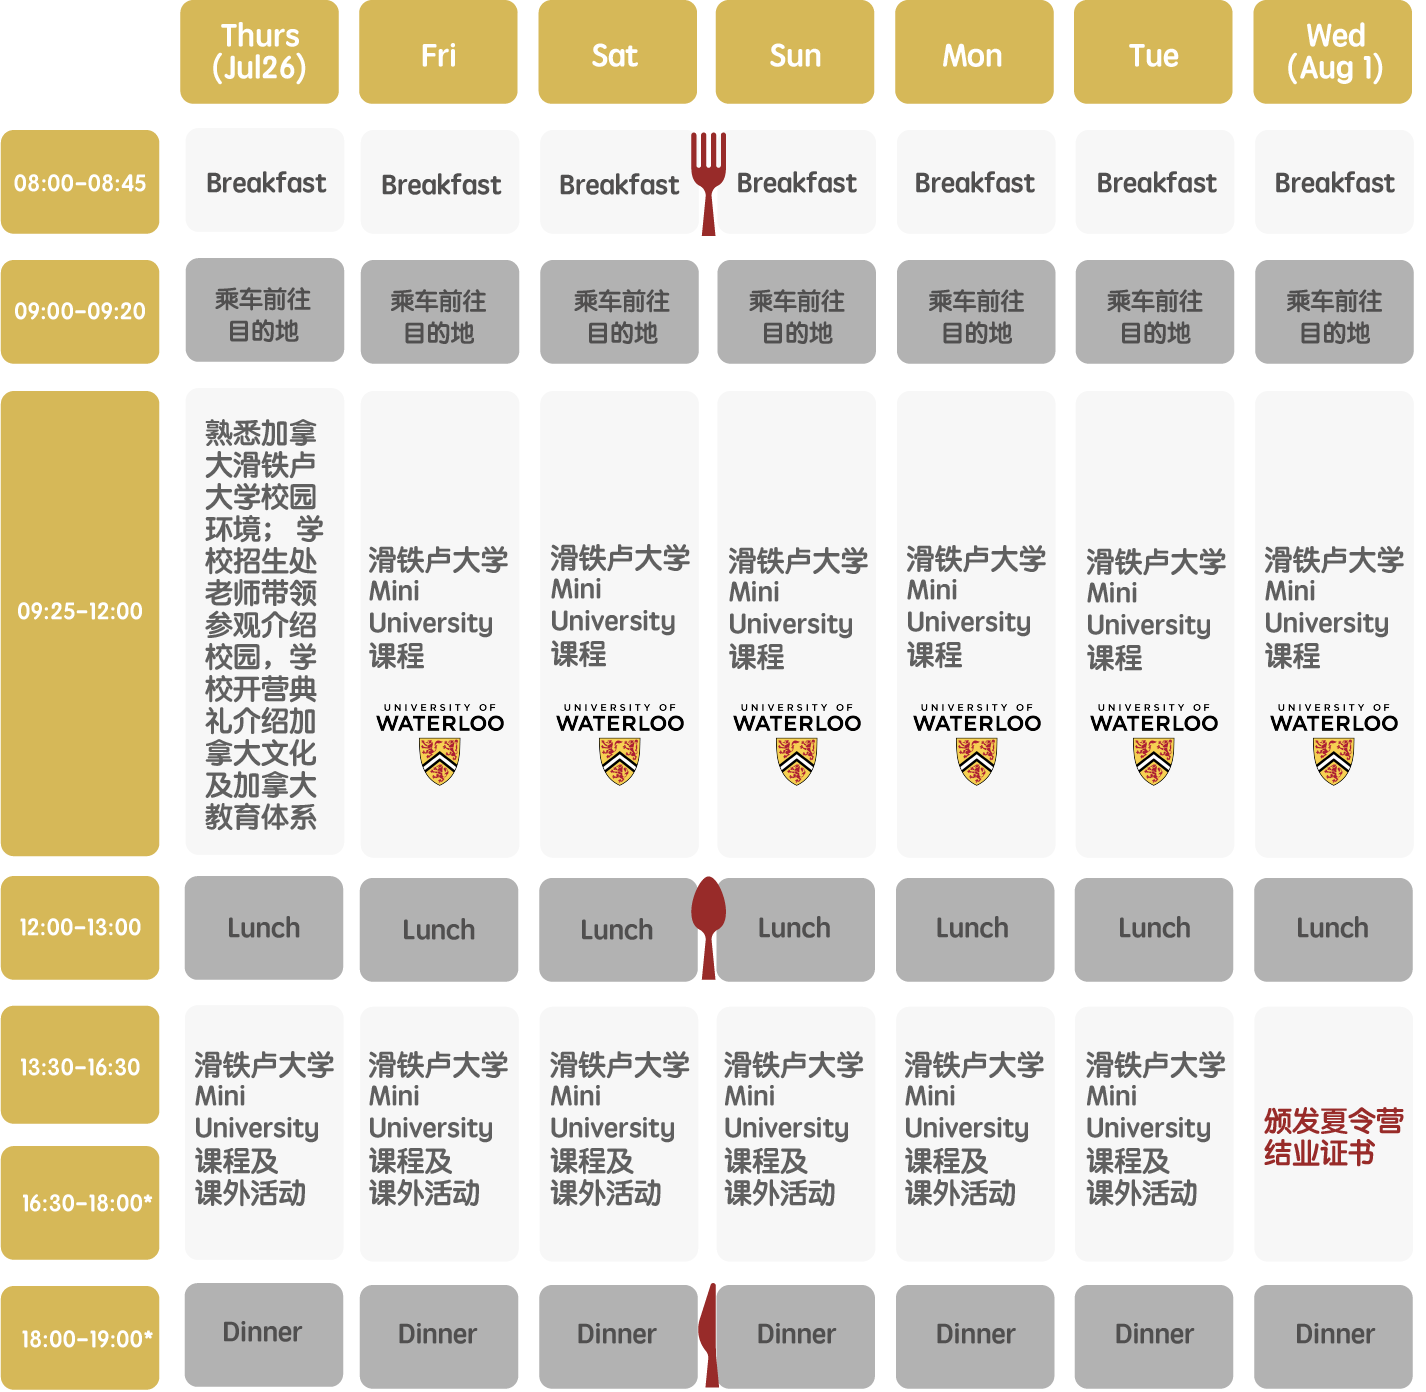 Thurs
(Jul26)
Fri
Sat
Sun
Mon
Tue
Wed
(Aug 1)
08:00-08:45
Breakfast
Breakfast
Breakfast
Breakfast
Breakfast
Breakfast
Breakfast
09:00-09:20
乘车前往
目的地
乘车前往
目的地
乘车前往
目的地
乘车前往
目的地
乘车前往
目的地
乘车前往
目的地
乘车前往
目的地
09:25-12:00
熟悉加拿
大滑铁卢
大学校园
环境； 学
校招生处
老师带领
参观介绍
校园，学
校开营典
礼介绍加
拿大文化
及加拿大
教育体系
滑铁卢大学
Mini
University
课程
UNIVERSITY OF
WATERLOO
滑铁卢大学
Mini
University
课程
UNIVERSITY OF
WATERLOO
滑铁卢大学
Mini
University
课程
UNIVERSITY OF
WATERLOO
滑铁卢大学
Mini
University
课程
UNIVERSITY OF
WATERLOO
滑铁卢大学
Mini
University
课程
UNIVERSITY OF
WATERLOO
滑铁卢大学
Mini
University
课程
UNIVERSITY OF
WATERLOO
12:00-13:00
Lunch
Lunch
Lunch
Lunch
Lunch
Lunch
Lunch
13:30-16:30
16:30-18:00*
滑铁卢大学
Mini
University
课程及
课外活动
滑铁卢大学
Mini
University
课程及
课外活动
滑铁卢大学
Mini
University
课程及
课外活动
滑铁卢大学
Mini
University
课程及
课外活动
滑铁卢大学
Mini
University
课程及
课外活动
滑铁卢大学
Mini
University
课程及
课外活动
颁发夏令营
结业证书
18:00-19:00*
Dinner
Dinner
Dinner
Dinner
Dinner
Dinner
Dinner